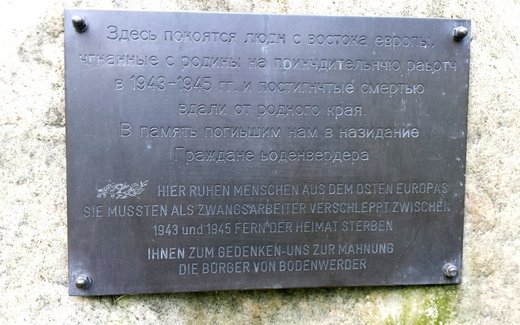 Здесь покоятся люди с востока европы,
угнанные с родины на принудительную работу
в 1943-1945 гг. и постигнутые смертью
вдали от родного края.
В память погибшим нам в назидание
Граждане Боденвердера
HIER RUHEN MENSCHEN AUS DEM OSTEN EUROPAS
SIE MUSSTEN ALS ZWANGSARBEITER VERSCHLEPPT ZWISCHEN
1943 und 1945 FERN DER HEIMAT STERBEN
IHNEN ZUM GEDENKEN-UNS ZUR MAHNUNG
DIE BÜRGER VON BODENWERDER